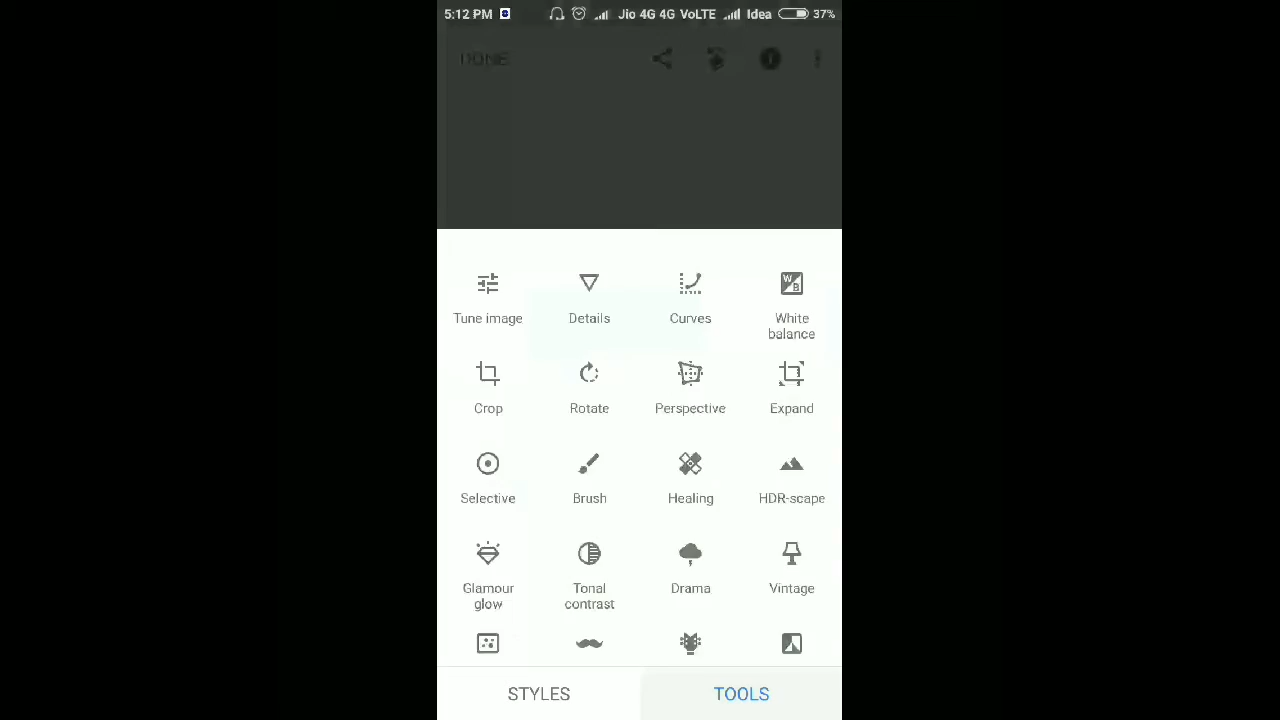 5:12 PM Jio 4G 4G VoLTE Idea 37%
DONE
Tune image Details Curves White balance
Crop Rotate Perspective Expand
Selective Brush Healing HDR-scape
Glamour glow Tonal contrast Drama Vintage
STYLES TOOLS